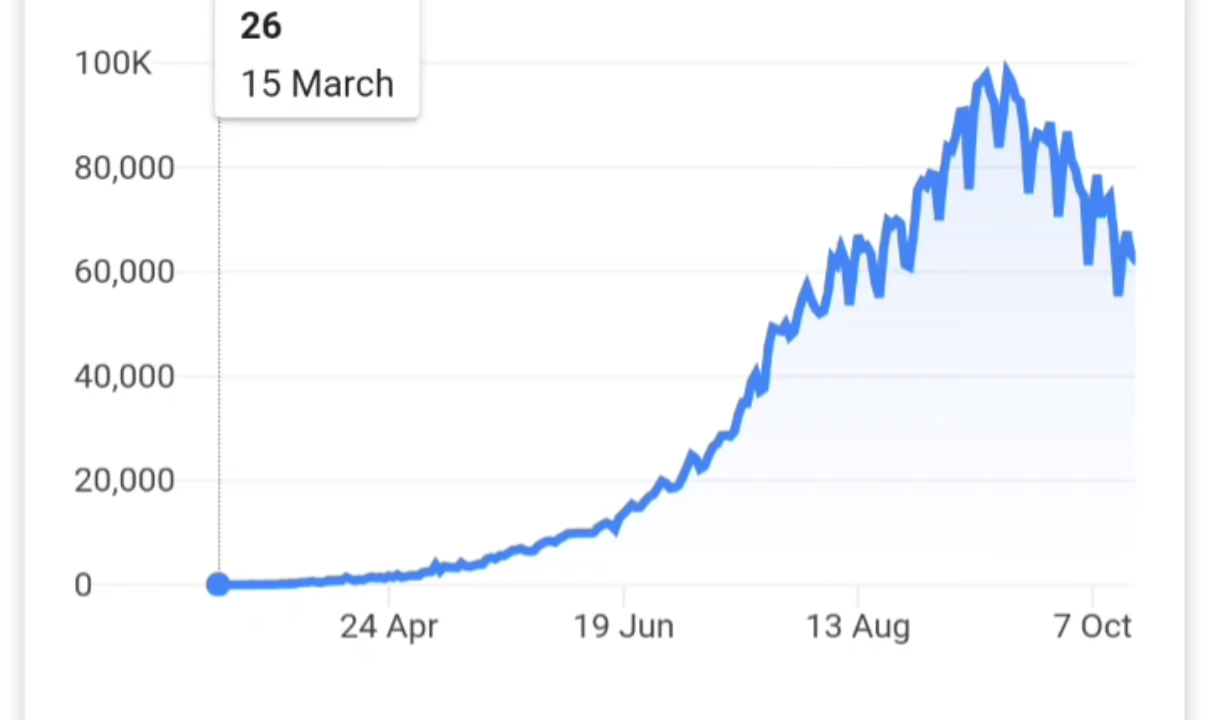 26
15 March
100K
80,000
60,000
40,000
20,000
0
24 Apr
19 Jun
13 Aug
7 Oct